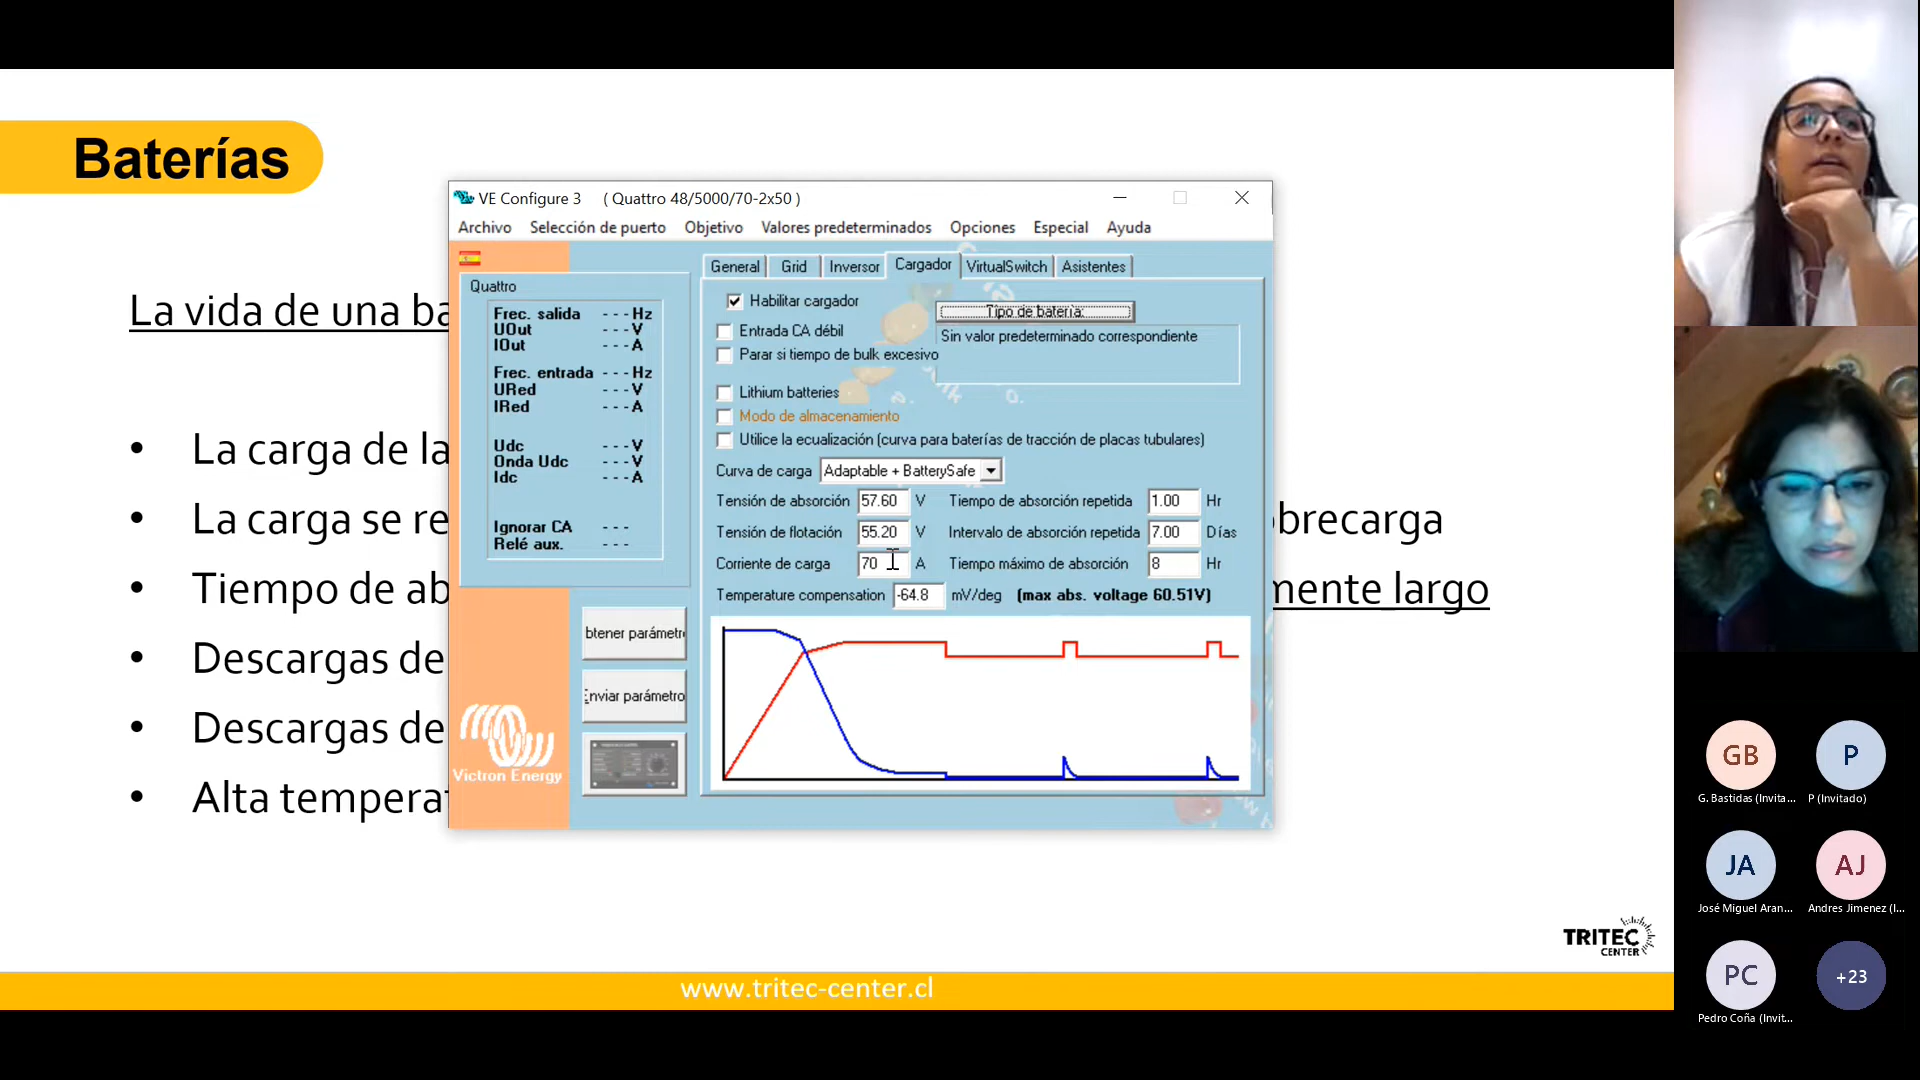 Baterías
La vida de una ba
La carga de la
La carga se re
brecarga
Tiempo de ab
mente largo
Descargas de
Descargas de
Alta tempera
VE Configure 3 ( Quattro 48/5000/70-2x50 )
Archivo Selección de puerto Objetivo Valores predeterminados Opciones Especial Ayuda
Quattro
Frec. salida - - - Hz
UOut - - - V
IOut - - - A
Frec. entrada - - - Hz
URed - - - V
IRed - - - A
Udc - - - V
Onda Udc - - - V
Idc - - - A
Ignorar CA - - -
Relé aux. - - -
btener parámetr
nviar parámetro
Victron Energy
General Grid Inversor Cargador VirtualSwitch Asistentes
Habilitar cargador
Tipo de batería:
Entrada CA débil
Sin valor predeterminado correspondiente
Parar si tiempo de bulk excesivo
Lithium batteries
Modo de almacenamiento
Utilice la ecualización (curva para baterías de tracción de placas tubulares)
Curva de carga Adaptable + BatterySafe
Tensión de absorción 57.60 V Tiempo de absorción repetida 1.00 Hr
Tensión de flotación 55.20 V Intervalo de absorción repetida 7.00 Días
Corriente de carga 70 A Tiempo máximo de absorción 8 Hr
Temperature compensation -64.8 mV/deg (max abs. voltage 60.51V)
TRITEC
CENTER
www.tritec-center.cl
GB P
G. Bastidas (Invita... P (Invitado)
JA AJ
José Miguel Aran... Andres Jimenez (I...
PC +23
Pedro Coña (Invit...